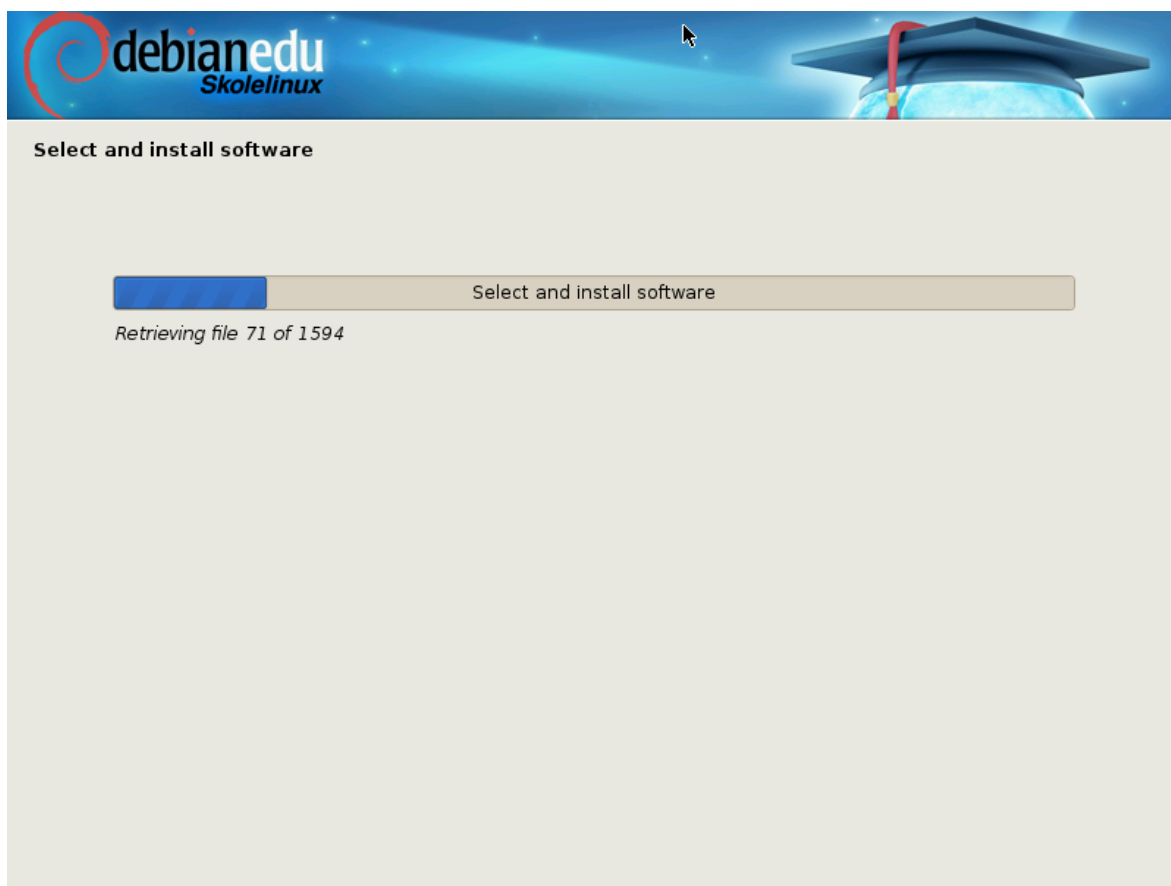 debianedu
Skolelinux
Select and install software
Select and install software
Retrieving file 71 of 1594